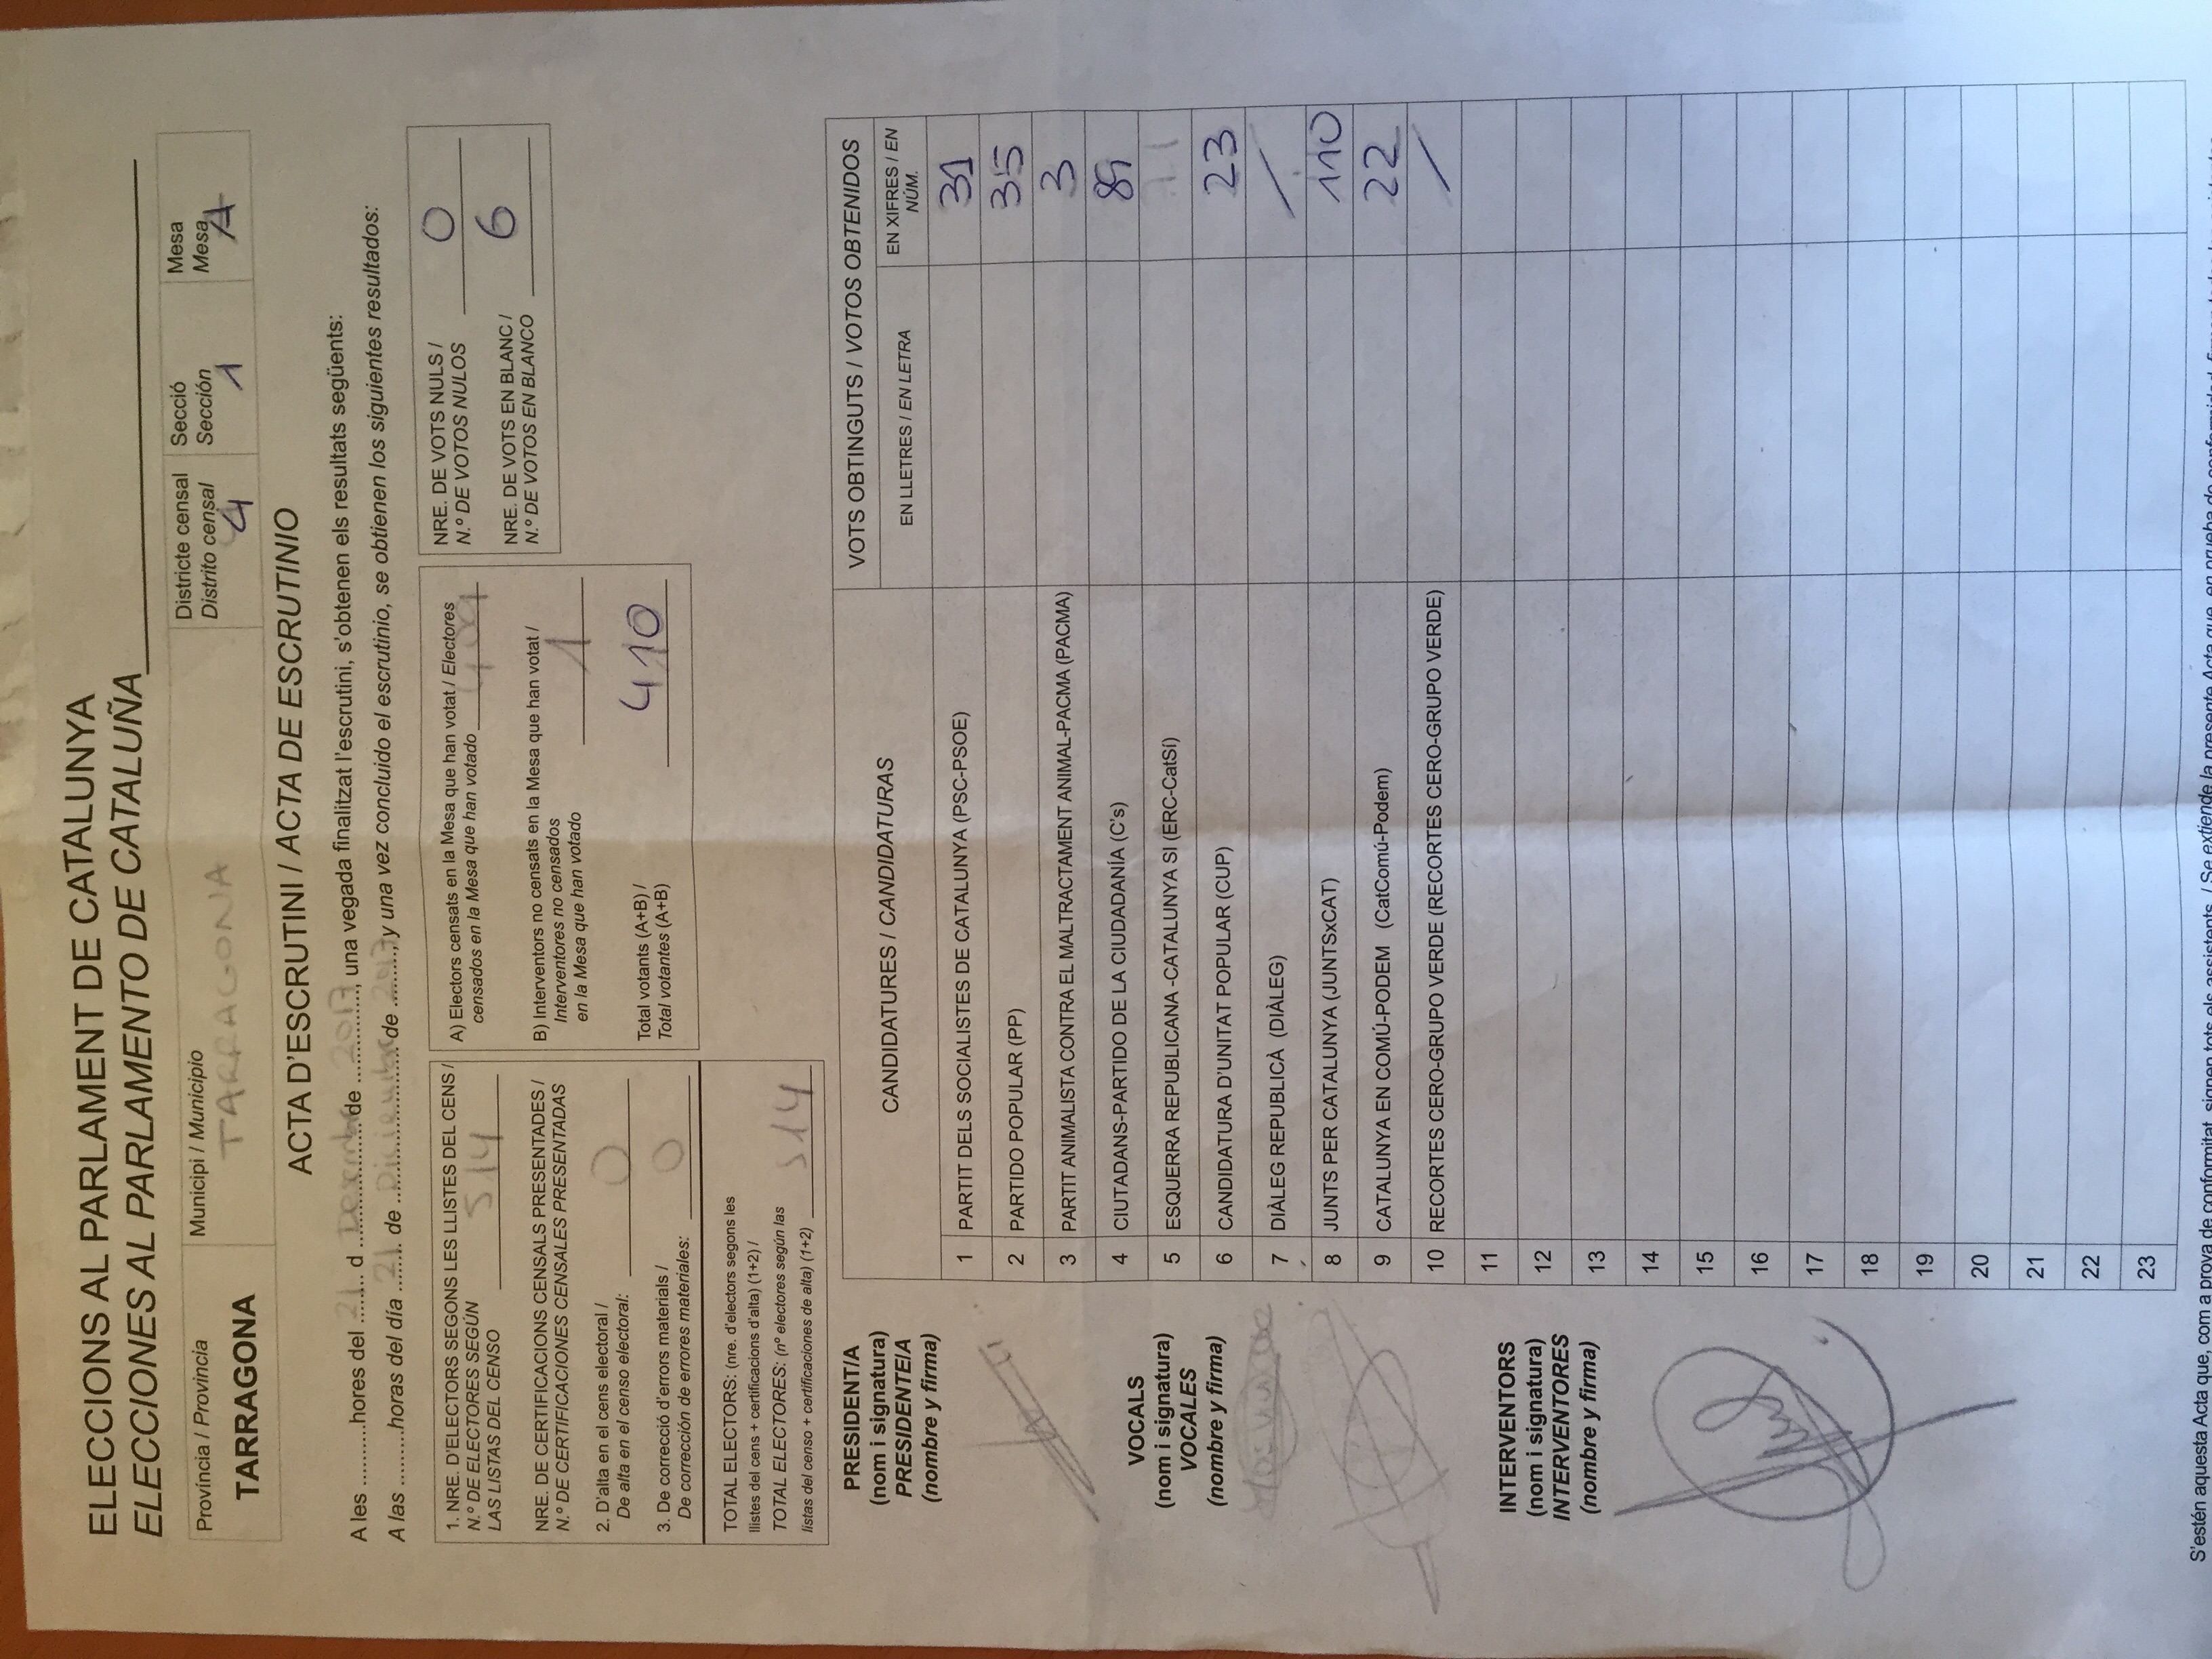 ELECCIONS AL PARLAMENT DE CATALUNYA
ELECCIONES AL PARLAMENTO DE CATALUÑA
Província / Provincia
TARRAGONA
Municipi / Municipio
TARRAGONA
Districte censal
Distrito censal
4
Secció
Sección
1
Mesa
Mesa
A
ACTA D'ESCRUTINI / ACTA DE ESCRUTINIO
A les .........hores del 21 d Desembre de 2017, una vegada finalitzat l'escrutini, s'obtenen els resultats següents:
A las .........horas del día 21 de Diciembre de 2017, y una vez concluido el escrutinio, se obtienen los siguientes resultados:
1. NRE. D'ELECTORS SEGONS LES LLISTES DEL CENS /
N.º DE ELECTORES SEGÚN
LAS LISTAS DEL CENSO 514
NRE. DE CERTIFICACIONS CENSALS PRESENTADES /
N.º DE CERTIFICACIONES CENSALES PRESENTADAS
2. D'alta en el cens electoral /
De alta en el censo electoral: 0
3. De correcció d'errors materials /
De corrección de errores materiales: 0
TOTAL ELECTORS: (nre. d'electors segons les
llistes del cens + certificacions d'alta) (1+2) /
TOTAL ELECTORES: (nº electores según las
listas del censo + certificaciones de alta) (1+2) 514
A) Electors censats en la Mesa que han votat / Electores
censados en la Mesa que han votado 409
B) Interventors no censats en la Mesa que han votat /
Interventores no censados
en la Mesa que han votado 1
Total votants (A+B) /
Total votantes (A+B) 410
NRE. DE VOTS NULS /
N.º DE VOTOS NULOS 0
NRE. DE VOTS EN BLANC /
N.º DE VOTOS EN BLANCO 6
PRESIDENT/A
(nom i signatura)
PRESIDENTE/A
(nombre y firma)
VOCALS
(nom i signatura)
VOCALES
(nombre y firma)
INTERVENTORS
(nom i signatura)
INTERVENTORES
(nombre y firma)
CANDIDATURES / CANDIDATURAS
VOTS OBTINGUTS / VOTOS OBTENIDOS
EN LLETRES / EN LETRA
EN XIFRES / EN
NÚM.
1 PARTIT DELS SOCIALISTES DE CATALUNYA (PSC-PSOE) 31
2 PARTIDO POPULAR (PP) 35
3 PARTIT ANIMALISTA CONTRA EL MALTRACTAMENT ANIMAL-PACMA (PACMA) 3
4 CIUTADANS-PARTIDO DE LA CIUDADANÍA (C's) 89
5 ESQUERRA REPUBLICANA -CATALUNYA SI (ERC-CatSí)
6 CANDIDATURA D'UNITAT POPULAR (CUP) 23
7 DIÀLEG REPUBLICÀ (DIÀLEG) /
8 JUNTS PER CATALUNYA (JUNTSxCAT) 110
9 CATALUNYA EN COMÚ-PODEM (CatComú-Podem) 22
10 RECORTES CERO-GRUPO VERDE (RECORTES CERO-GRUPO VERDE) /
11
12
13
14
15
16
17
18
19
20
21
22
23
S'estén aquesta Acta que, com a prova de conformitat, signen tots els assistents. / Se extiende la presente Acta que, en prueba de conformidad, firman todos los asistentes.